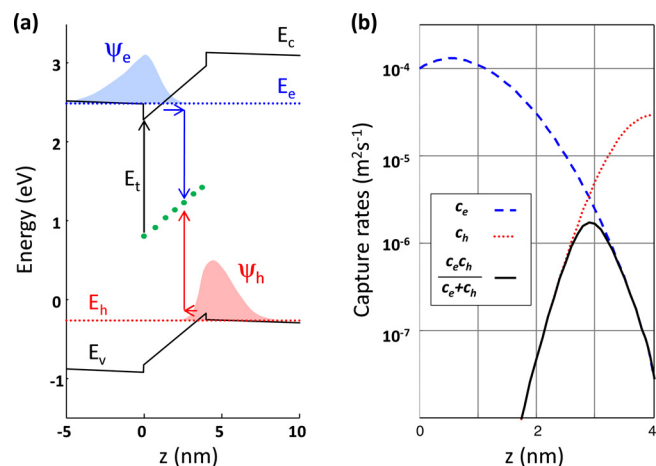 (a)
ψe
Ec
3
Ee
2
Et
Energy (eV)
1
ψh
0
Eh
Ev
-1
-5 0 5 10
z (nm)
(b)
10-4
10-5
Capture rates (m2s-1)
ce
ch
cech
ce+ch
10-6
10-7
0 2 3 4
z (nm)